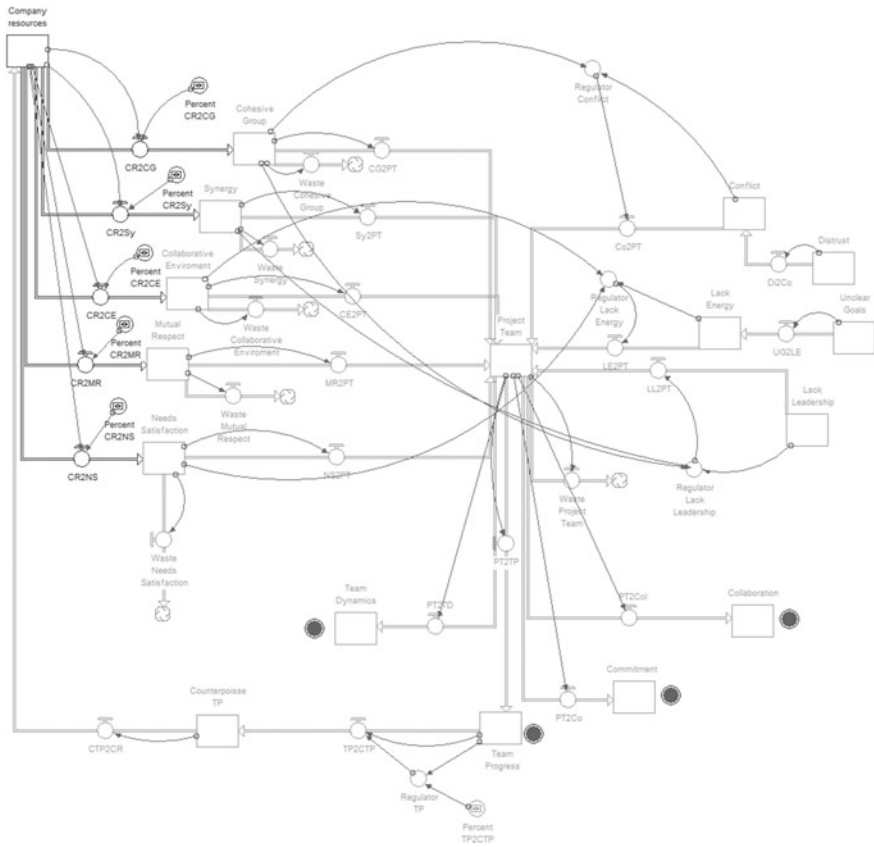 Company
resources
Percent
CR2CG
CR2CG
Cohesive
Group
CG2PT
Waste
Cohesive
Group
Regulator
Conflict
Percent
CR2Sy
CR2Sy
Synergy
Sy2PT
Waste
Synergy
Conflict
Co2PT
Distrust
Di2Co
Percent
CR2CE
CR2CE
Collaborative
Enviroment
CE2PT
Waste
Collaborative
Enviroment
Regulator
Lack
Energy
Lack
Energy
Unclear
Goals
UG2LE
LE2PT
Project
Team
Percent
CR2MR
CR2MR
Mutual
Respect
MR2PT
Waste
Mutual
Respect
LL2PT
Lack
Leadership
Percent
CR2NS
CR2NS
Needs
Satisfaction
NS2PT
Waste
Project
Team
Regulator
Lack
Leadership
Waste
Needs
Satisfaction
PT2TP
Team
Dynamics
PT2TD
PT2Col
Collaboration
Commitment
PT2Co
Counterpoisse
TP
CTP2CR
TP2CTP
Team
Progress
Regulator
TP
Percent
TP2CTP